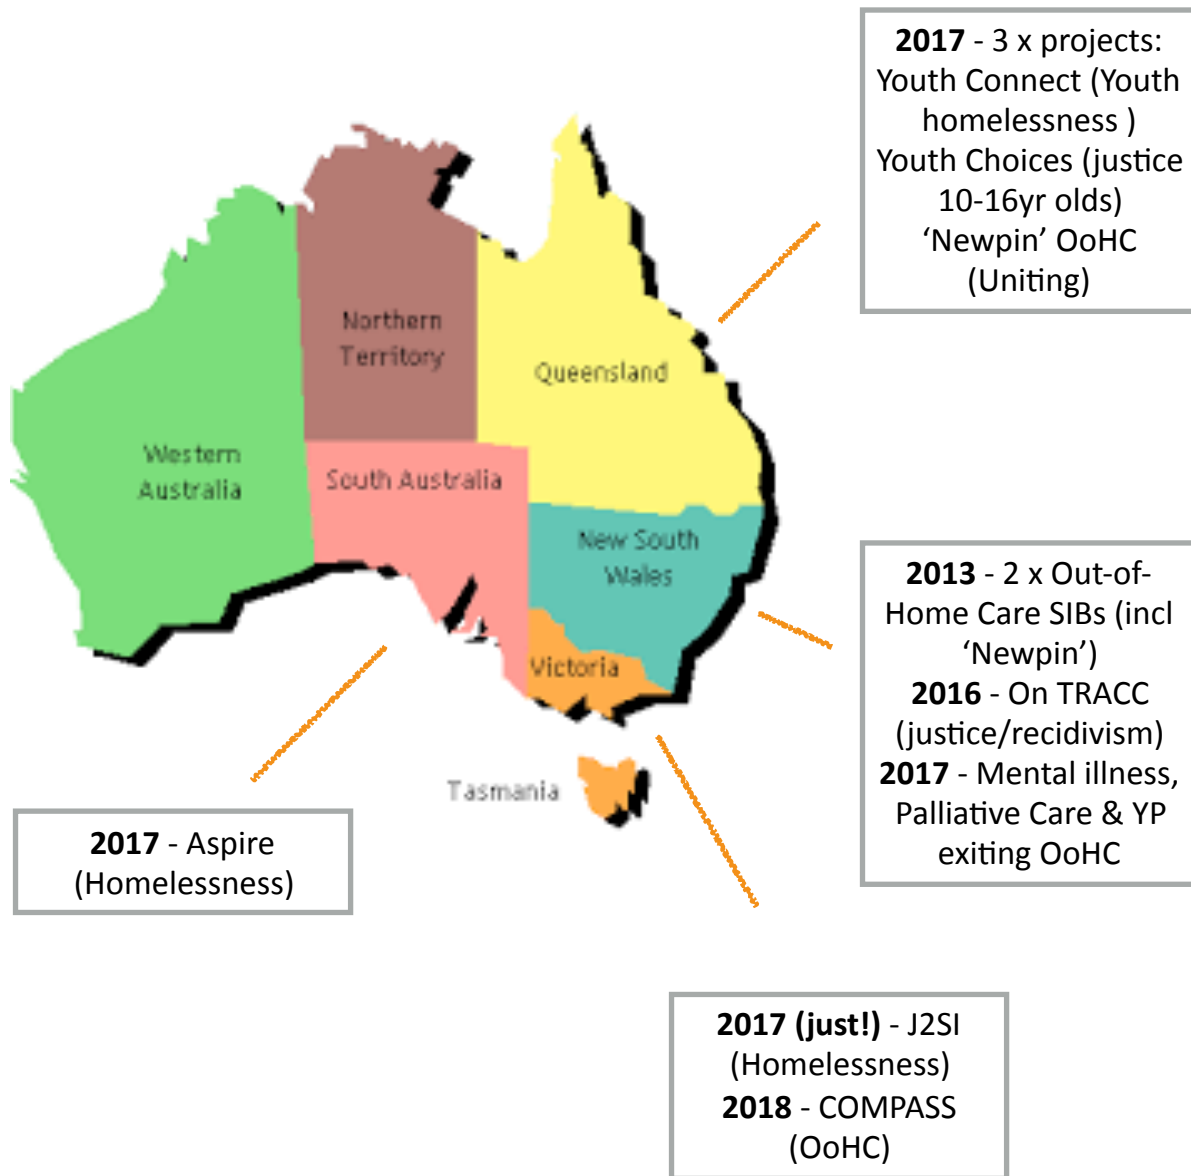 2017 - 3 x projects:
Youth Connect (Youth
homelessness )
Youth Choices (justice
10-16yr olds)
‘Newpin’ OoHC
(Uniting)
Northern
Territory
Queensland
Western
Australia
South Australia
New South
Wales
Victoria
Tasmania
2013 - 2 x Out-of-
Home Care SIBs (incl
‘Newpin’)
2016 - On TRACC
(justice/recidivism)
2017 - Mental illness,
Palliative Care & YP
exiting OoHC
2017 - Aspire
(Homelessness)
2017 (just!) - J2SI
(Homelessness)
2018 - COMPASS
(OoHC)